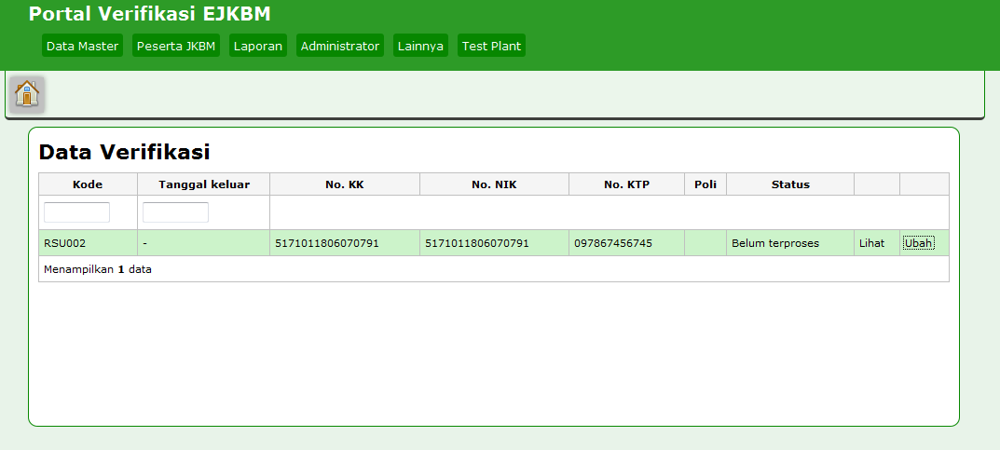 Portal Verifikasi EJKBM
Data Master Peserta JKBM Laporan Administrator Lainnya Test Plant
Data Verifikasi
Kode Tanggal keluar No. KK No. NIK No. KTP Poli Status
RSU002 - 5171011806070791 5171011806070791 097867456745 Belum terproses Lihat Ubah
Menampilkan 1 data